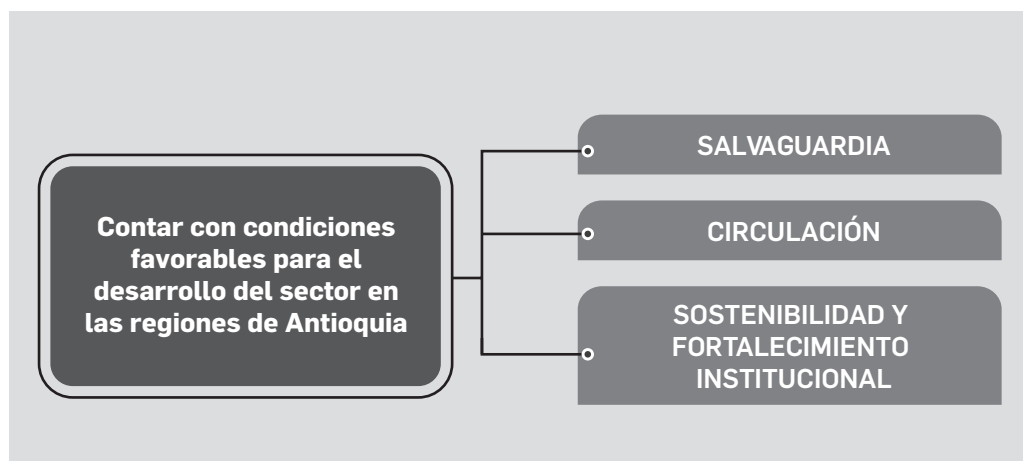 Contar con condiciones
favorables para el
desarrollo del sector en
las regiones de Antioquia
SALVAGUARDIA
CIRCULACIÓN
SOSTENIBILIDAD Y
FORTALECIMIENTO
INSTITUCIONAL